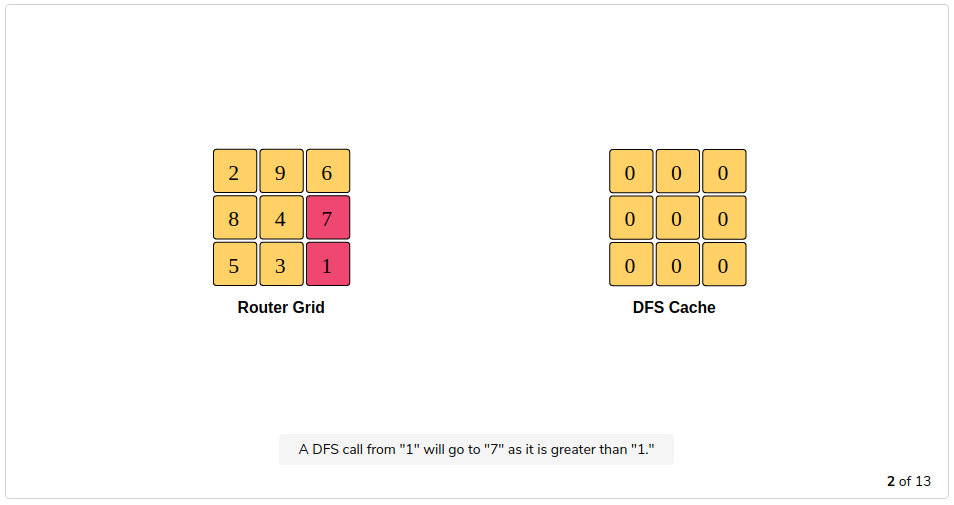 2 9 6
8 4 7
5 3 1
Router Grid
0 0 0
0 0 0
0 0 0
DFS Cache
A DFS call from "1" will go to "7" as it is greater than "1."
2 of 13